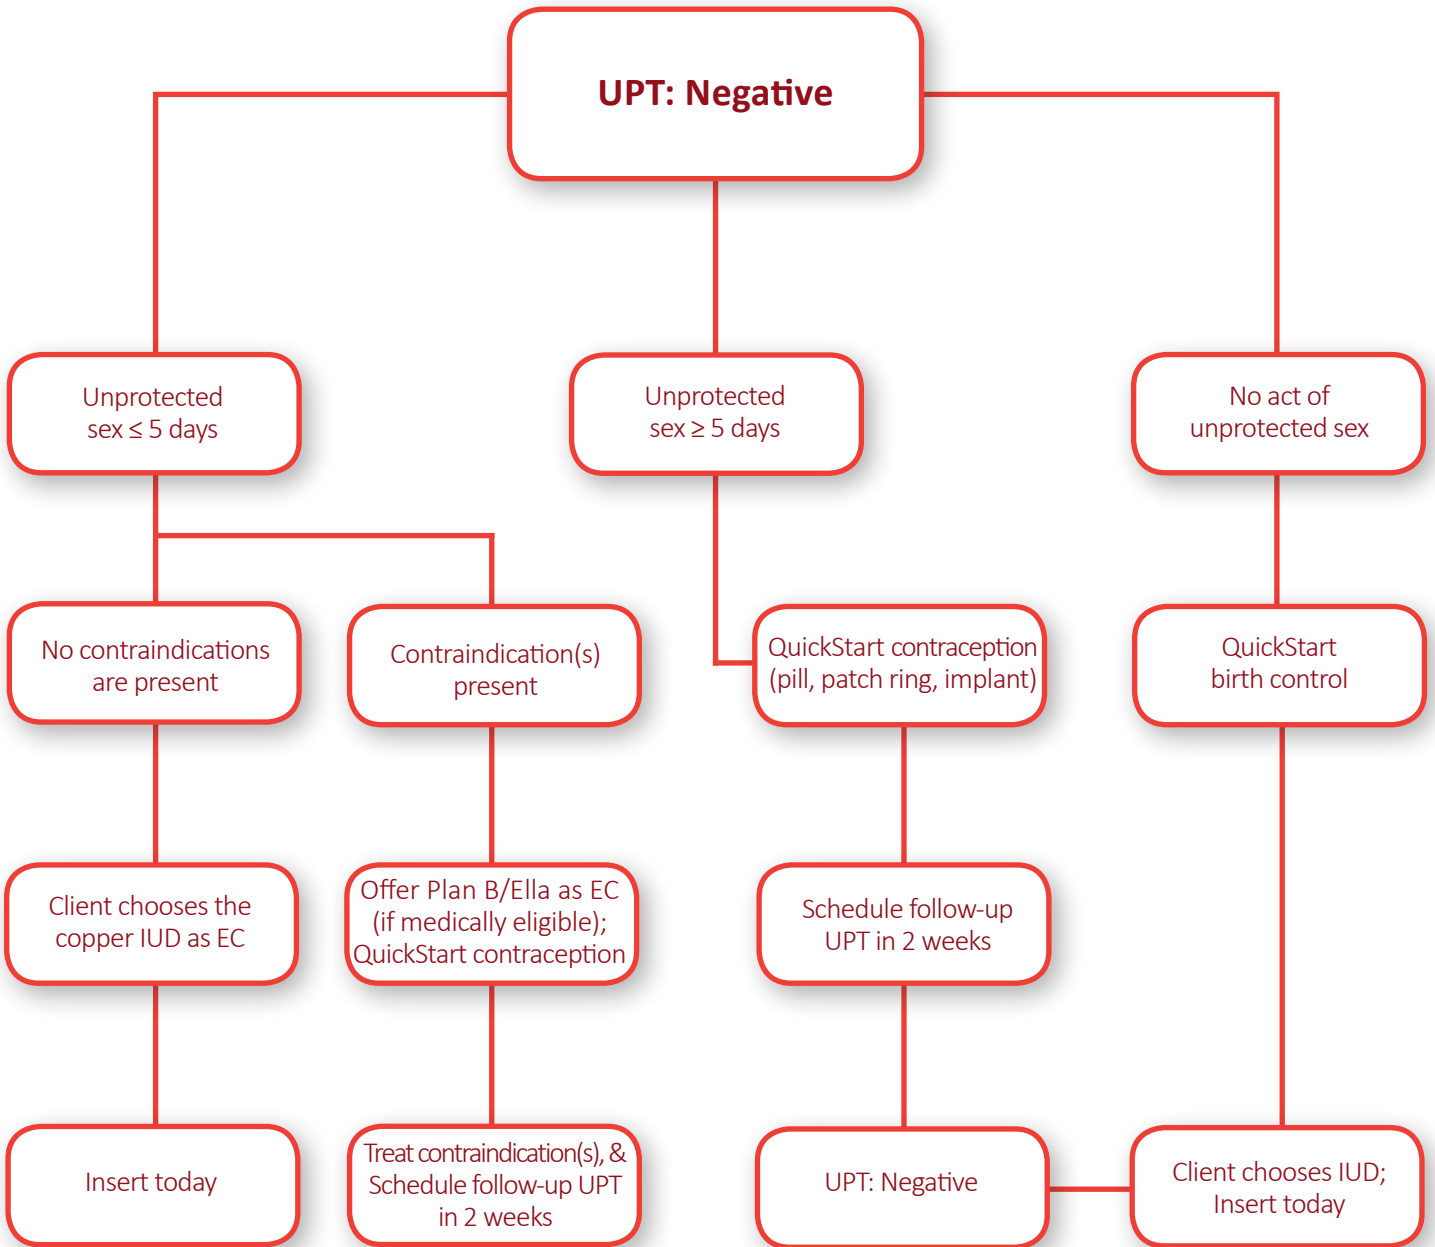 UPT: Negative
Unprotected
sex ≤ 5 days
Unprotected
sex ≥ 5 days
No act of
unprotected sex
No contraindications
are present
Contraindication(s)
present
QuickStart contraception
(pill, patch ring, implant)
QuickStart
birth control
Client chooses the
copper IUD as EC
Offer Plan B/Ella as EC
(if medically eligible);
QuickStart contraception
Schedule follow-up
UPT in 2 weeks
Insert today
Treat contraindication(s), &
Schedule follow-up UPT
in 2 weeks
UPT: Negative
Client chooses IUD;
Insert today